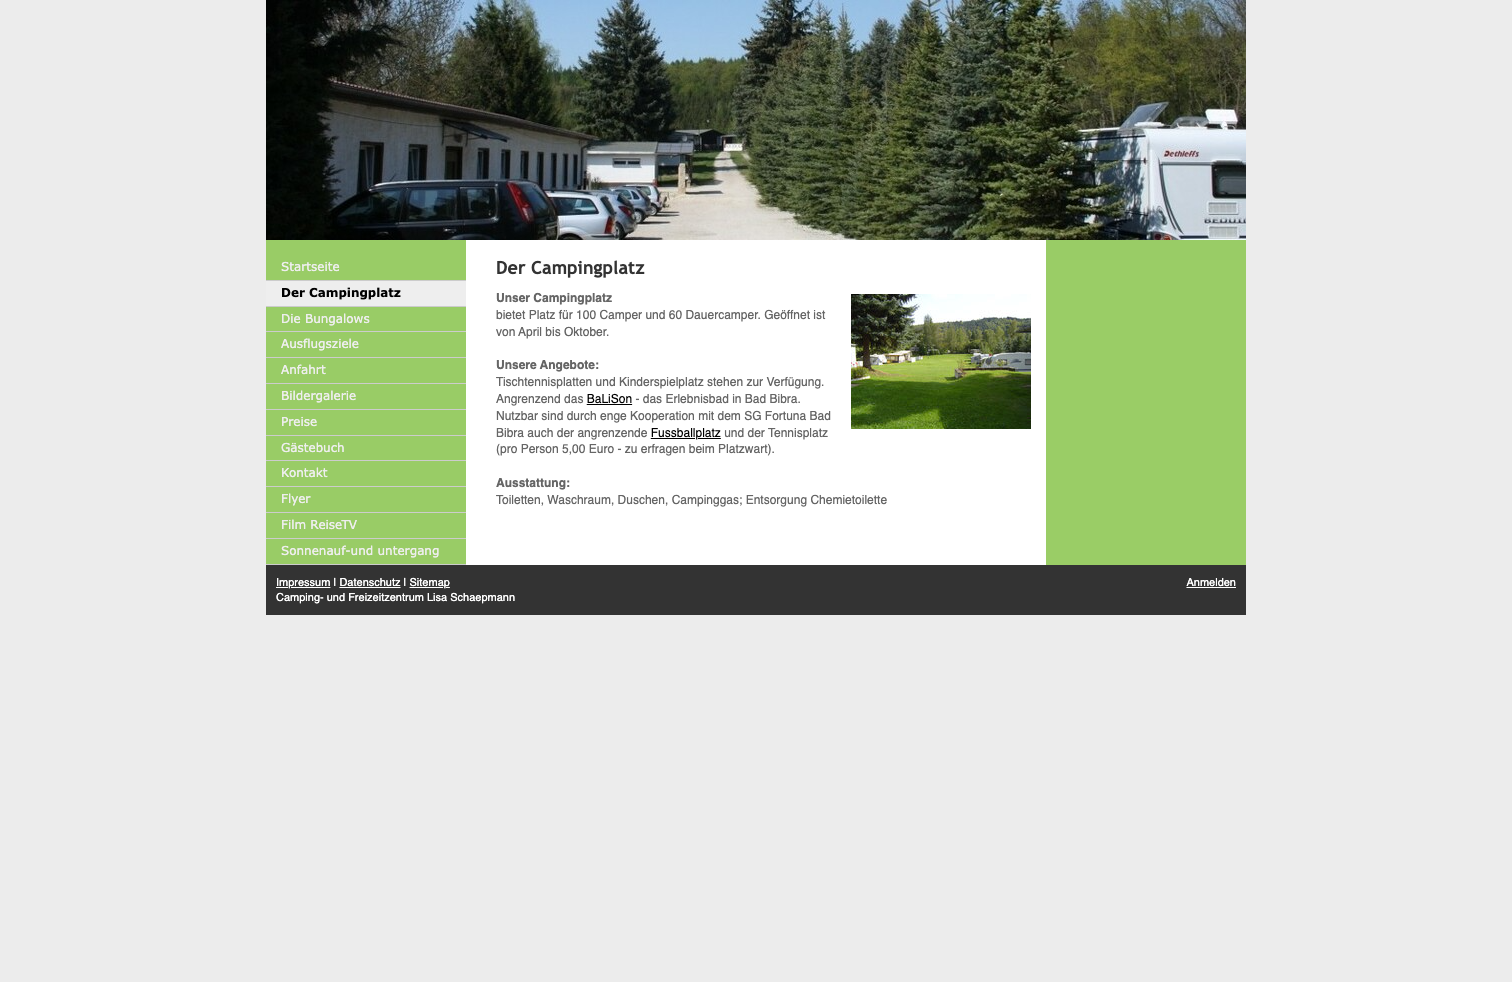 Dethleffs
Startseite
Der Campingplatz
Die Bungalows
Ausflugsziele
Anfahrt
Bildergalerie
Preise
Gästebuch
Kontakt
Flyer
Film ReiseTV
Sonnenauf-und untergang
Der Campingplatz
Unser Campingplatz
bietet Platz für 100 Camper und 60 Dauercamper. Geöffnet ist
von April bis Oktober.
Unsere Angebote:
Tischtennisplatten und Kinderspielplatz stehen zur Verfügung.
Angrenzend das BaLiSon - das Erlebnisbad in Bad Bibra.
Nutzbar sind durch enge Kooperation mit dem SG Fortuna Bad
Bibra auch der angrenzende Fussballplatz und der Tennisplatz
(pro Person 5,00 Euro - zu erfragen beim Platzwart).
Ausstattung:
Toiletten, Waschraum, Duschen, Campinggas; Entsorgung Chemietoilette
Impressum | Datenschutz | Sitemap
Anmelden
Camping- und Freizeitzentrum Lisa Schaepmann